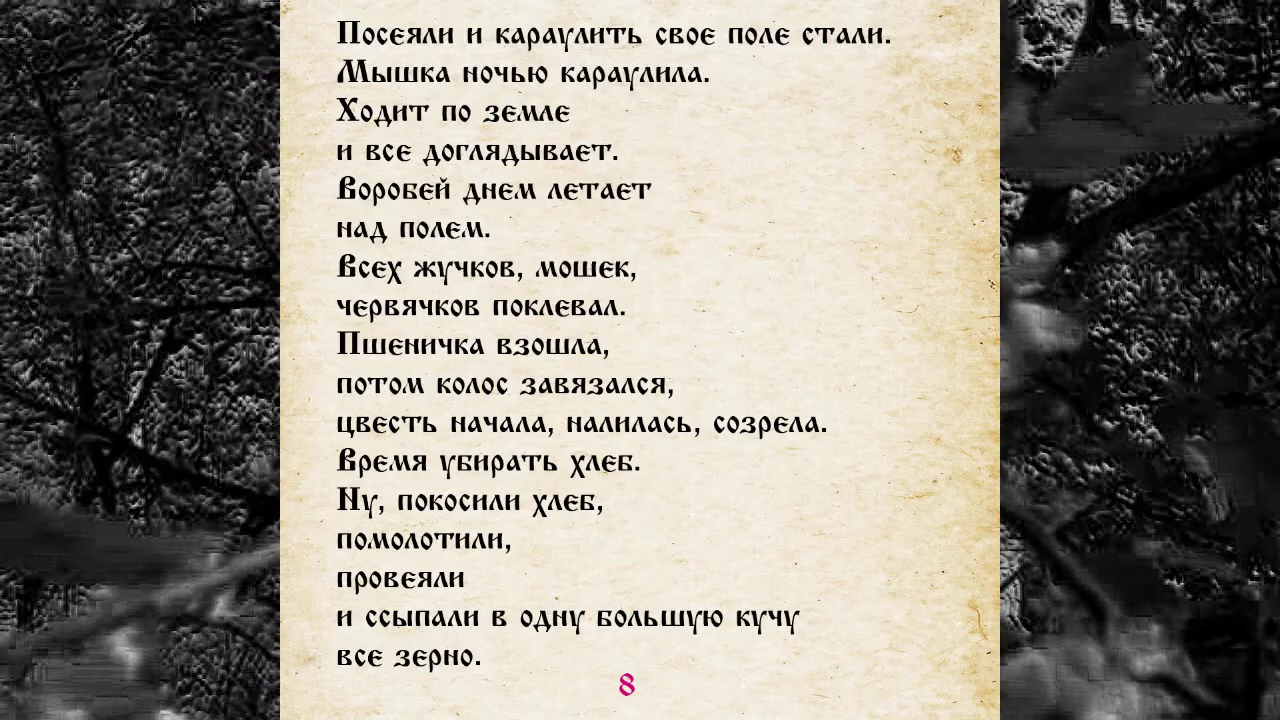 Посеяли и караулить свое поле стали.
Мышка ночью караулила.
Ходит по земле
и все доглядывает.
Воробей днем летает
над полем.
Всех жучков, мошек,
червячков поклевал.
Пшеничка взошла,
потом колос завязался,
цвесть начала, налилась, созрела.
Время убирать хлеб.
Ну, покосили хлеб,
помолотили,
провеяли
и ссыпали в одну большую кучу
все зерно.
8